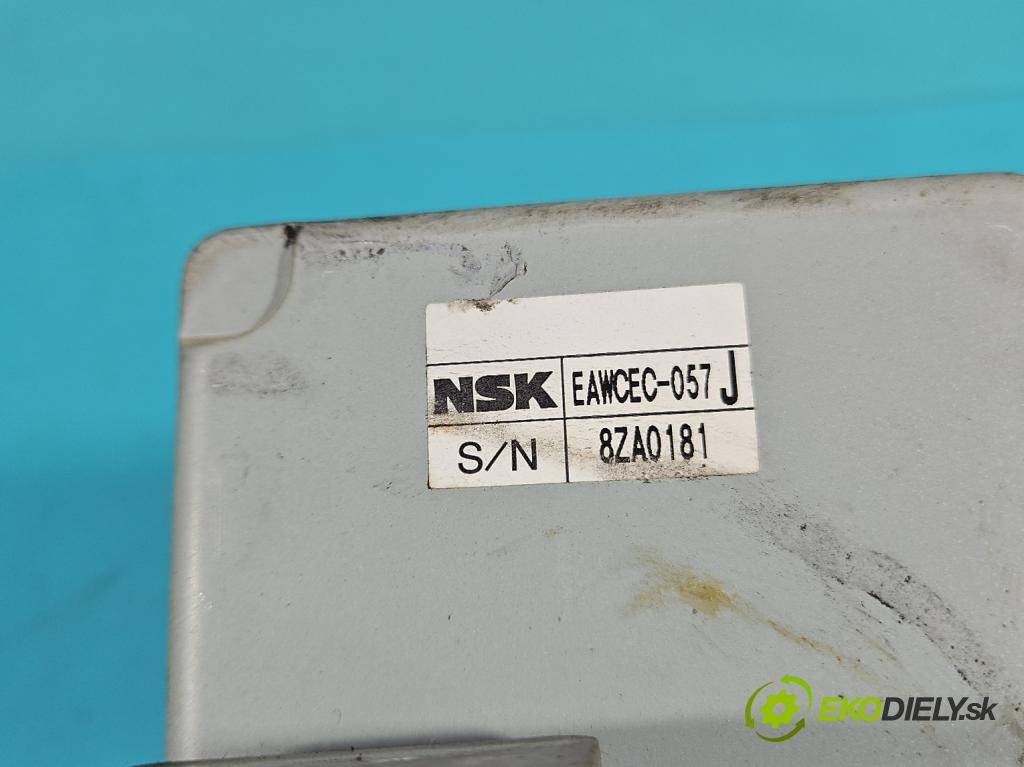 NSK EAWCEC-057 J
S/N 8ZA0181
EKODIELY.sk